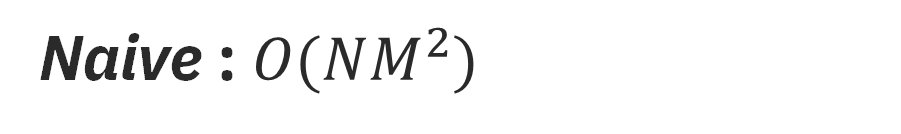 Naive : O(NM²)